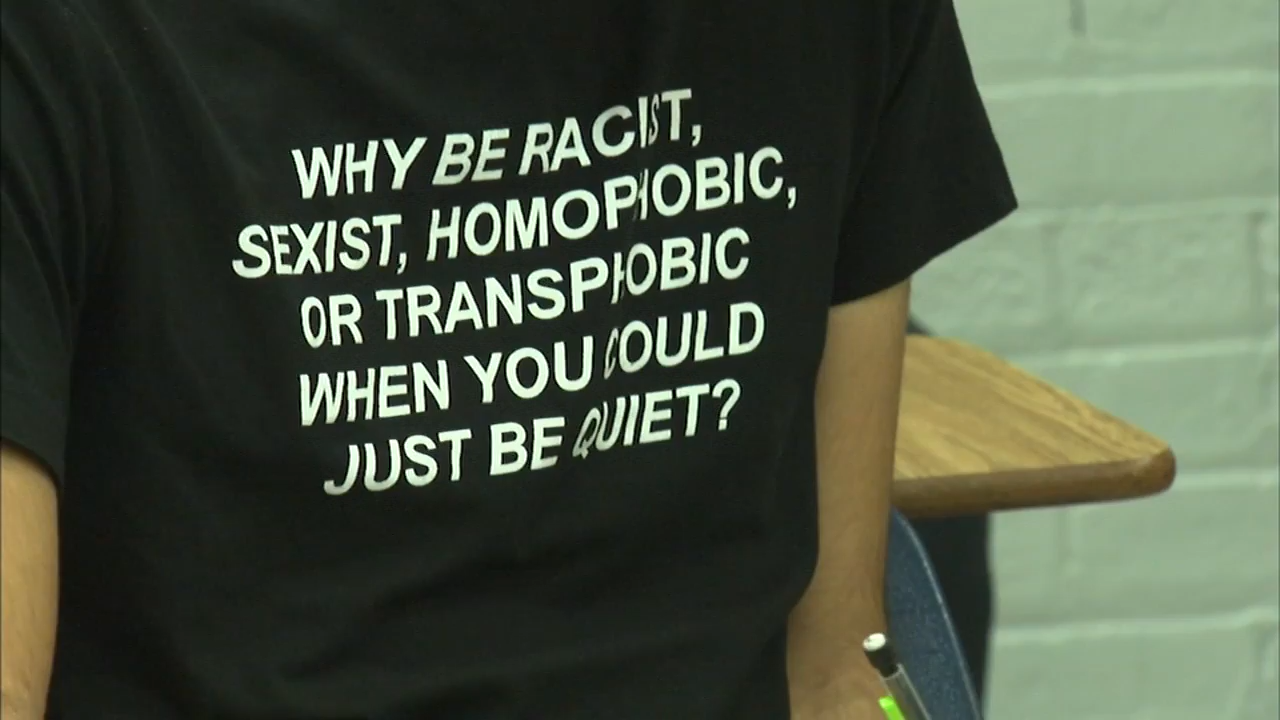 WHY BE RACIST,
SEXIST, HOMOPHOBIC,
OR TRANSPHOBIC
WHEN YOU COULD
JUST BE QUIET?